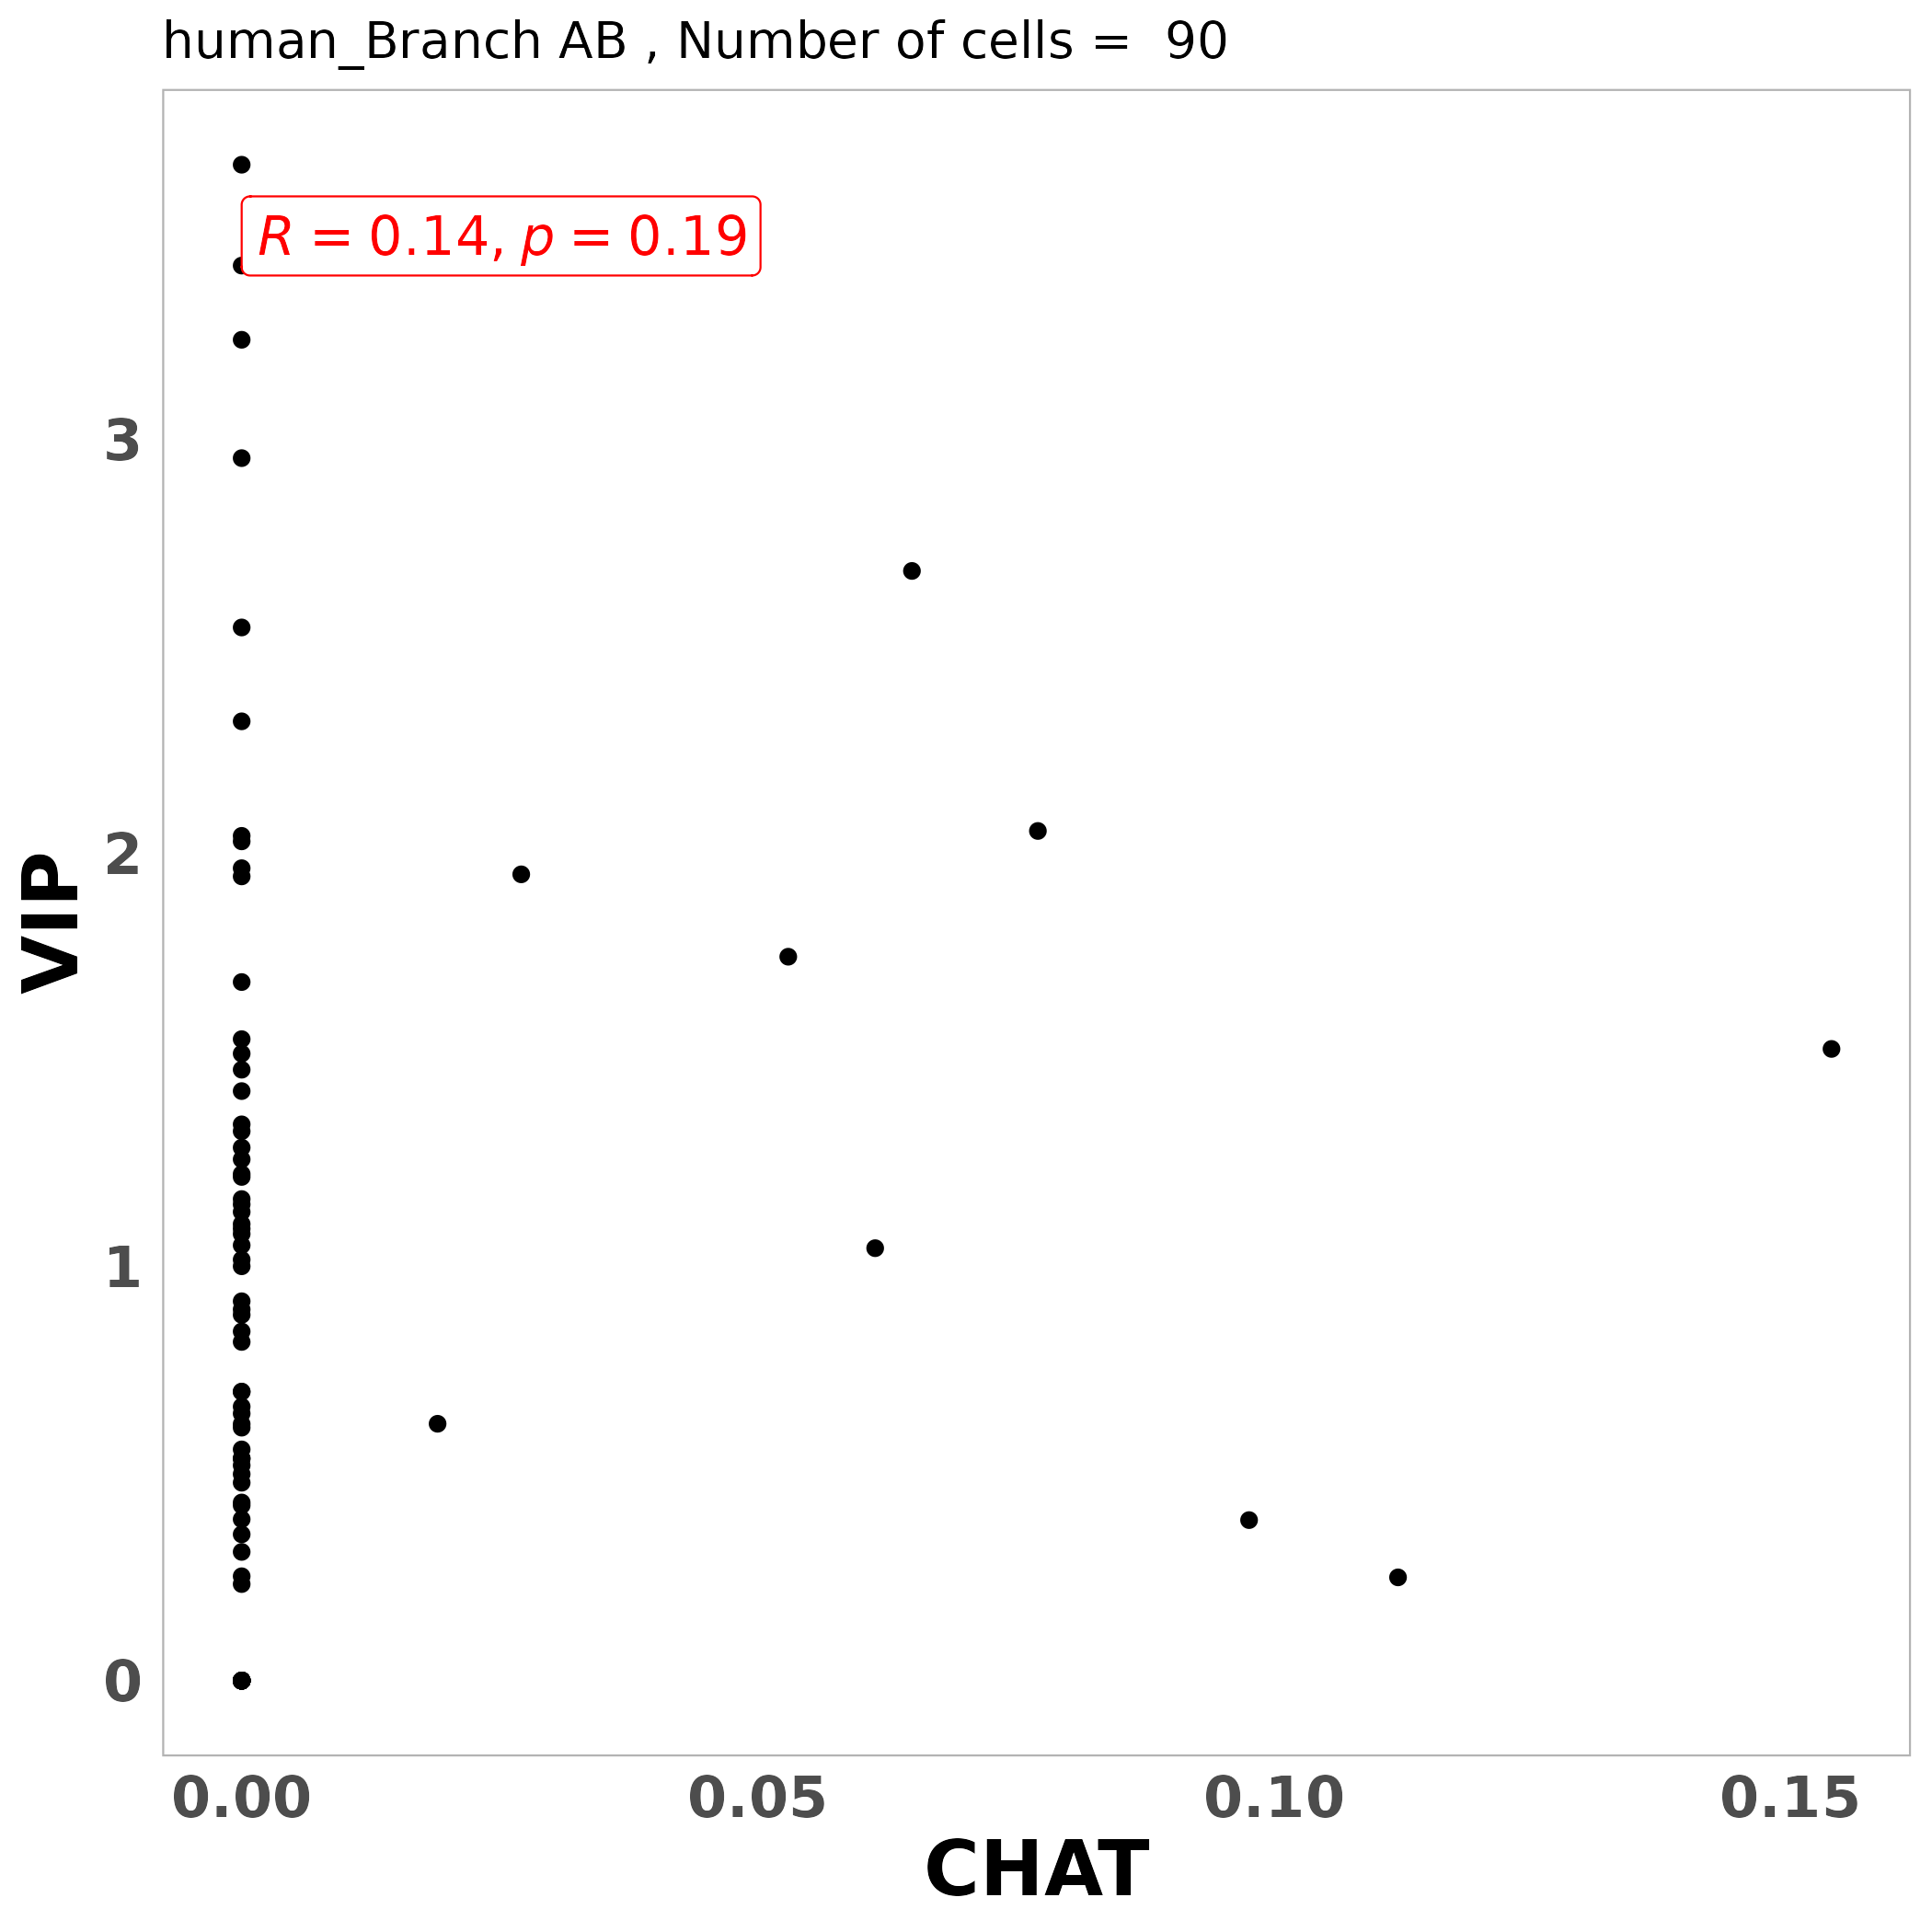 human_Branch AB , Number of cells =  90
R = 0.14, p = 0.19
3
2
1
0
VIP
0.00 0.05 0.10 0.15
CHAT